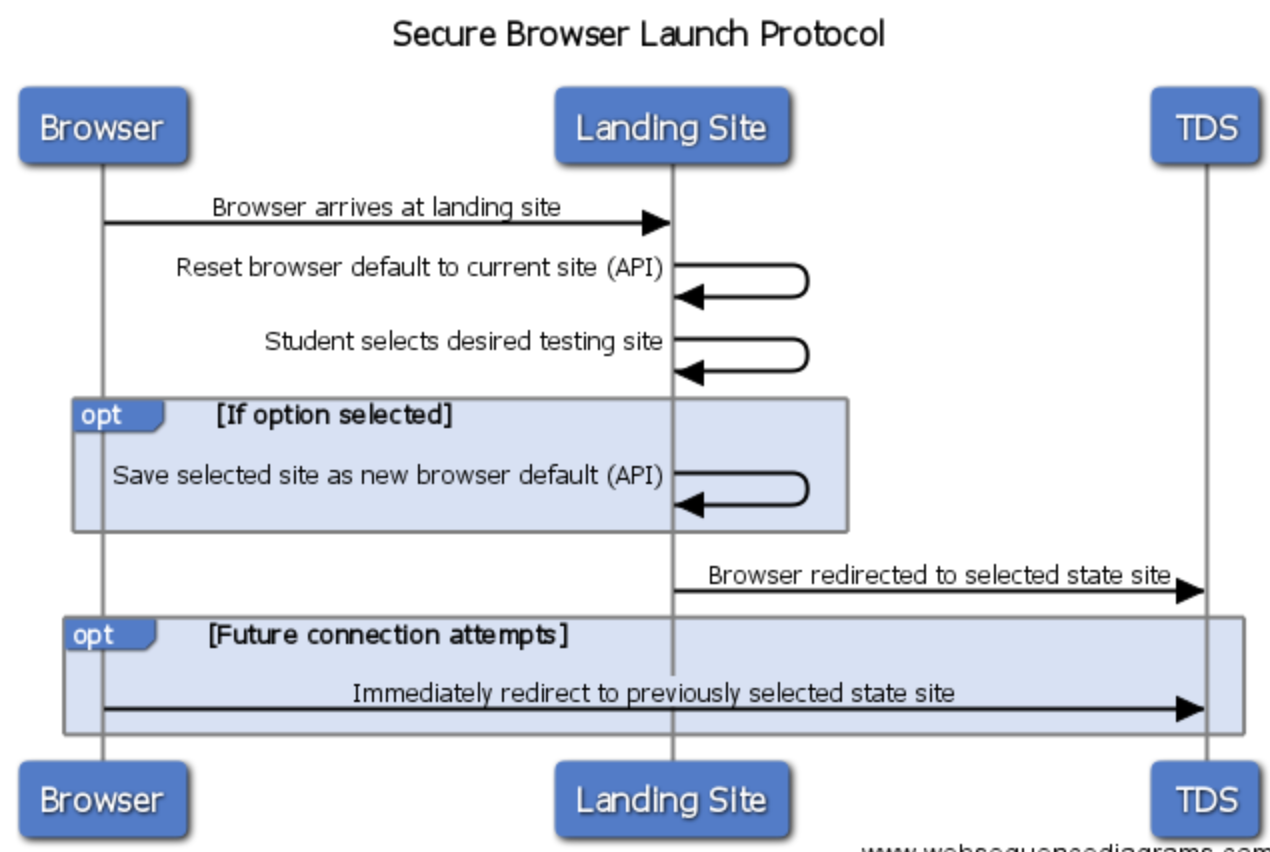 Secure Browser Launch Protocol
Browser
Landing Site
TDS
Browser arrives at landing site
Reset browser default to current site (API)
Student selects desired testing site
opt [If option selected]
Save selected site as new browser default (API)
Browser redirected to selected state site
opt [Future connection attempts]
Immediately redirect to previously selected state site
Browser
Landing Site
TDS
www.websequencediagrams.com